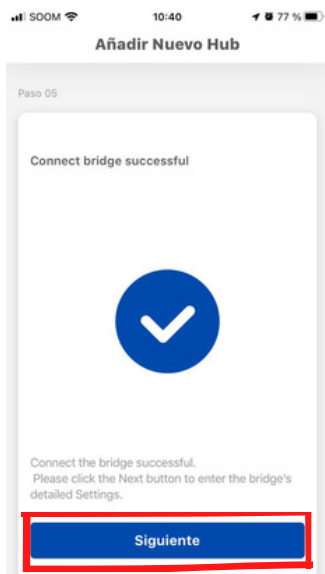 SOOM 10:40 77 %
Añadir Nuevo Hub
Paso 05
Connect bridge successful
Connect the bridge successful.
Please click the Next button to enter the bridge's
detailed Settings.
Siguiente